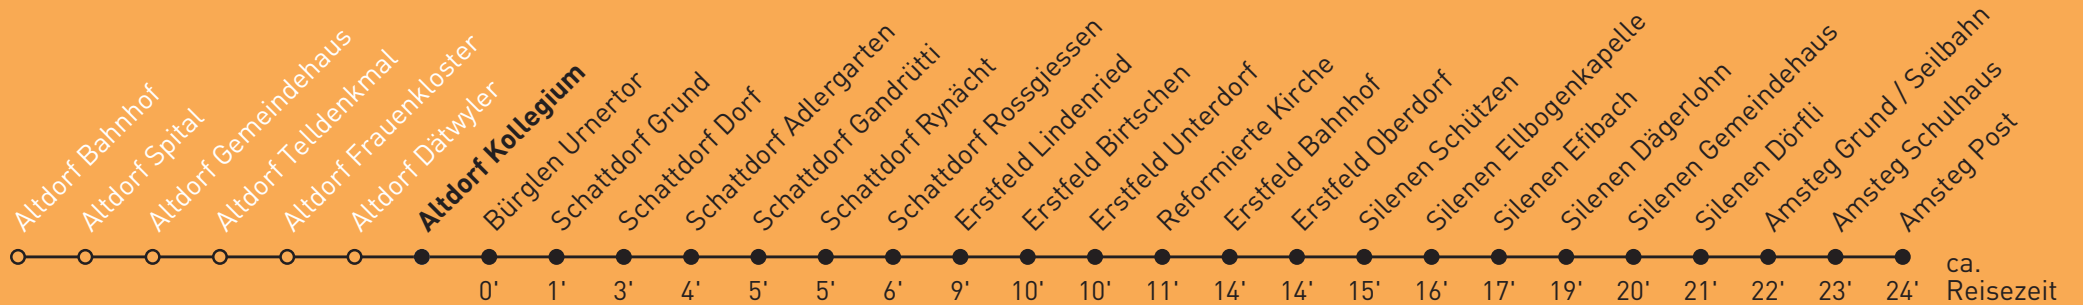 Altdorf Bahnhof
Altdorf Spital
Altdorf Gemeindehaus
Altdorf Telldenkmal
Altdorf Frauenkloster
Altdorf Dätwyler
Altdorf Kollegium
Bürglen Urnertor
Schattdorf Grund
Schattdorf Dorf
Schattdorf Adlergarten
Schattdorf Gandrütti
Schattdorf Rynächt
Schattdorf Rossgiessen
Erstfeld Lindenried
Erstfeld Birtschen
Erstfeld Unterdorf
Reformierte Kirche
Erstfeld Bahnhof
Erstfeld Oberdorf
Silenen Schützen
Silenen Ellbogenkapelle
Silenen Efibach
Silenen Dägerlohn
Silenen Gemeindehaus
Silenen Dörfli
Amsteg Grund / Seilbahn
Amsteg Schulhaus
Amsteg Post
0' 1' 3' 4' 5' 5' 6' 9' 10' 10' 11' 14' 14' 15' 16' 17' 19' 20' 21' 22' 23' 24'
ca.
Reisezeit